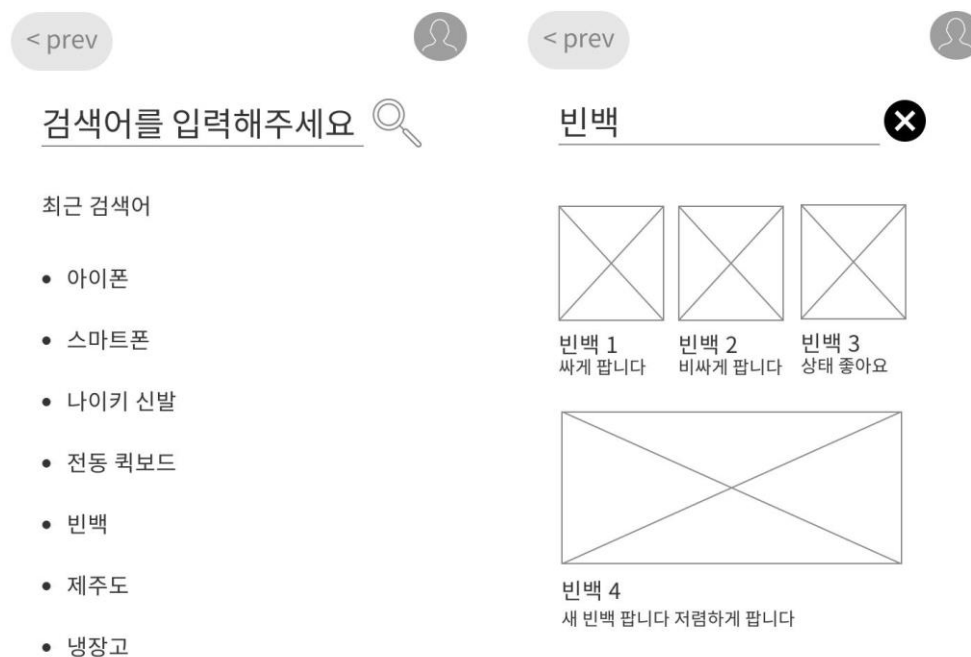 < prev
검색어를 입력해주세요
최근 검색어
• 아이폰
• 스마트폰
• 나이키 신발
• 전동 퀵보드
• 빈백
• 제주도
• 냉장고
< prev
빈백
빈백 1
싸게 팝니다
빈백 2
비싸게 팝니다
빈백 3
상태 좋아요
빈백 4
새 빈백 팝니다 저렴하게 팝니다